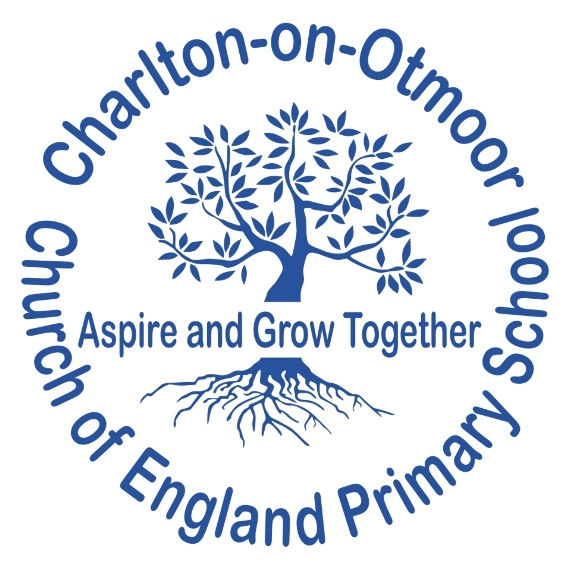 Charlton-on-Otmoor
Aspire and Grow Together
Church of England Primary School